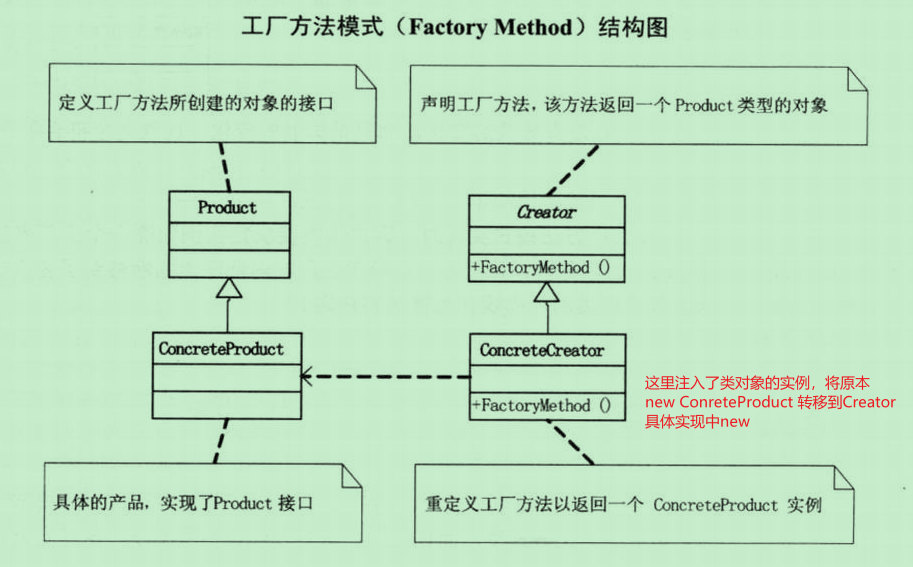 工厂方法模式（Factory Method）结构图
定义工厂方法所创建的对象的接口
声明工厂方法，该方法返回一个 Product 类型的对象
Product
Creator
+FactoryMethod ()
ConcreteProduct
ConcreteCreator
+FactoryMethod ()
这里注入了类对象的实例，将原本
new ConreteProduct 转移到Creator
具体实现中new
具体的产品，实现了Product 接口
重定义工厂方法以返回一个 ConcreteProduct 实例